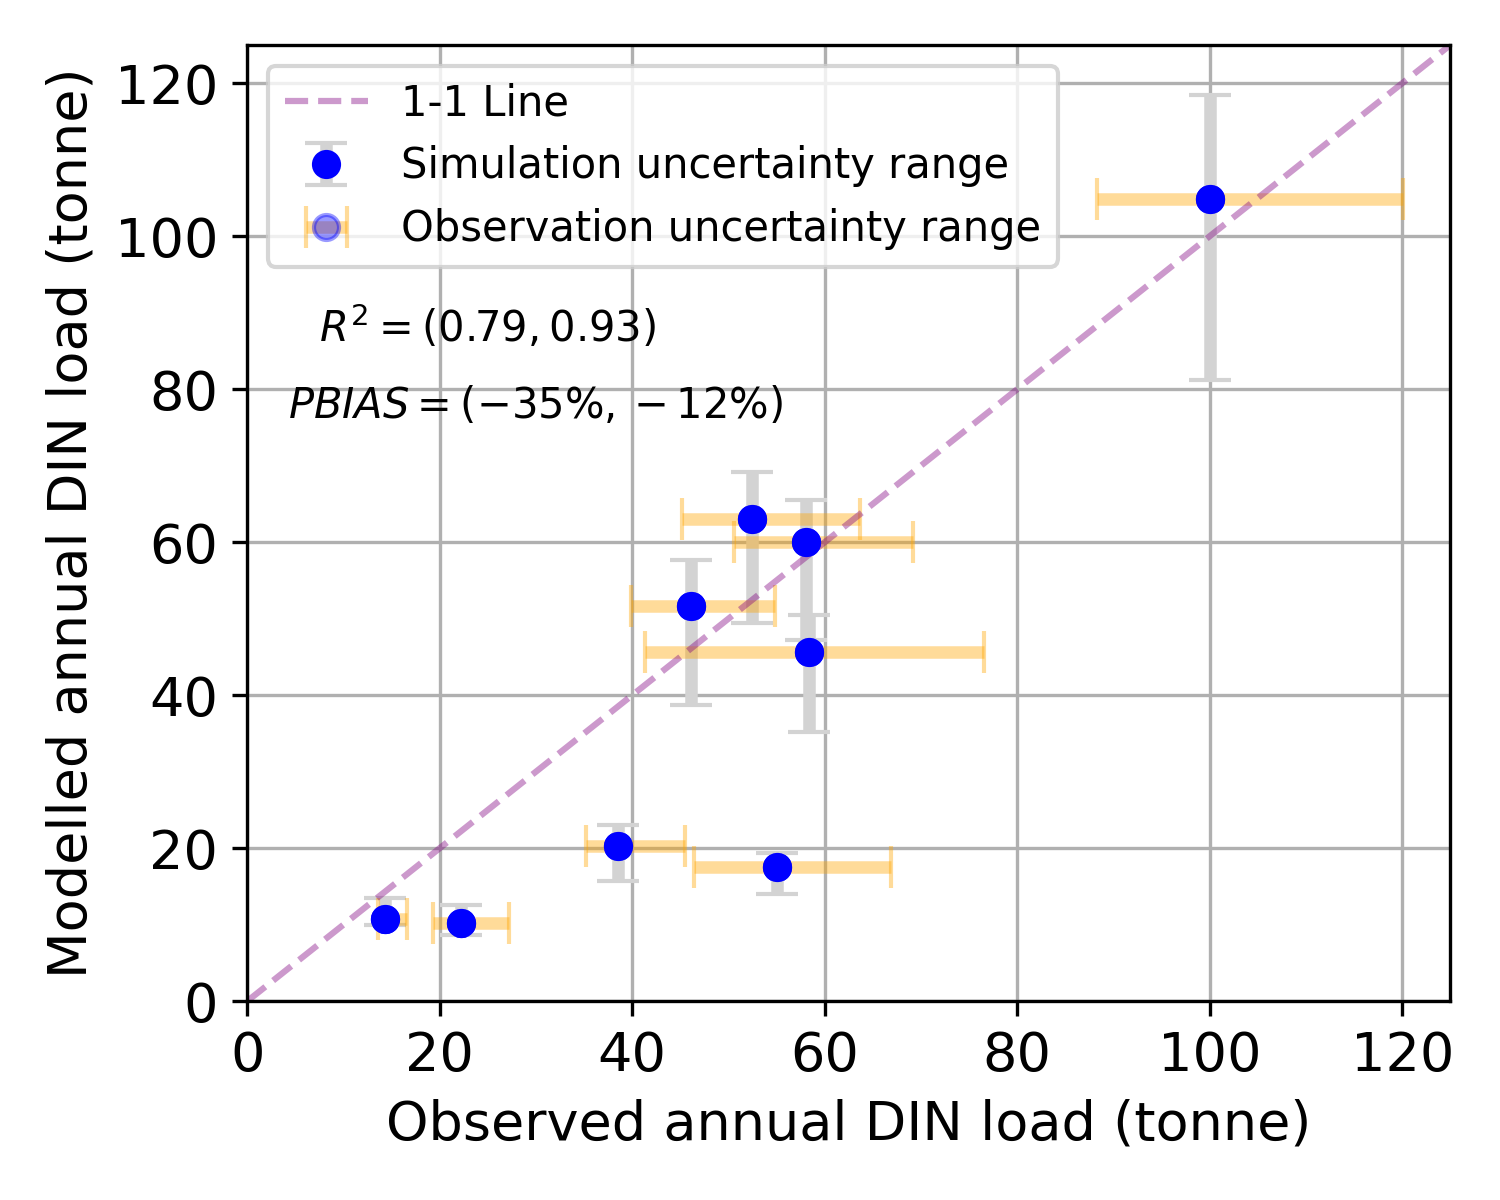 1-1 Line
Simulation uncertainty range
Observation uncertainty range
R² = (0.79, 0.93)
PBIAS = (−35%, −12%)
Modelled annual DIN load (tonne)
120
100
80
60
40
20
0
0 20 40 60 80 100 120
Observed annual DIN load (tonne)